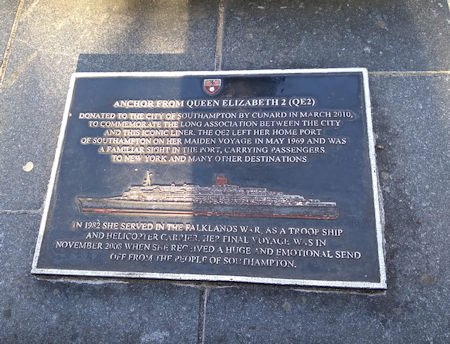 ANCHOR FROM QUEEN ELIZABETH 2 (QE2)
DONATED TO THE CITY OF SOUTHAMPTON BY CUNARD IN MARCH 2010,
TO COMMEMORATE THE LONG ASSOCIATION BETWEEN THE CITY
AND THIS ICONIC LINER. THE QE2 LEFT HER HOME PORT
OF SOUTHAMPTON ON HER MAIDEN VOYAGE IN MAY 1969 AND WAS
A FAMILIAR SIGHT IN THE PORT, CARRYING PASSENGERS
TO NEW YORK AND MANY OTHER DESTINATIONS
IN 1982 SHE SERVED IN THE FALKLANDS WAR, AS A TROOP SHIP
AND HELICOPTER CARRIER. HER FINAL VOYAGE WAS IN
NOVEMBER 2008 WHEN SHE RECEIVED A HUGE AND EMOTIONAL SEND
OFF FROM THE PEOPLE OF SOUTHAMPTON.